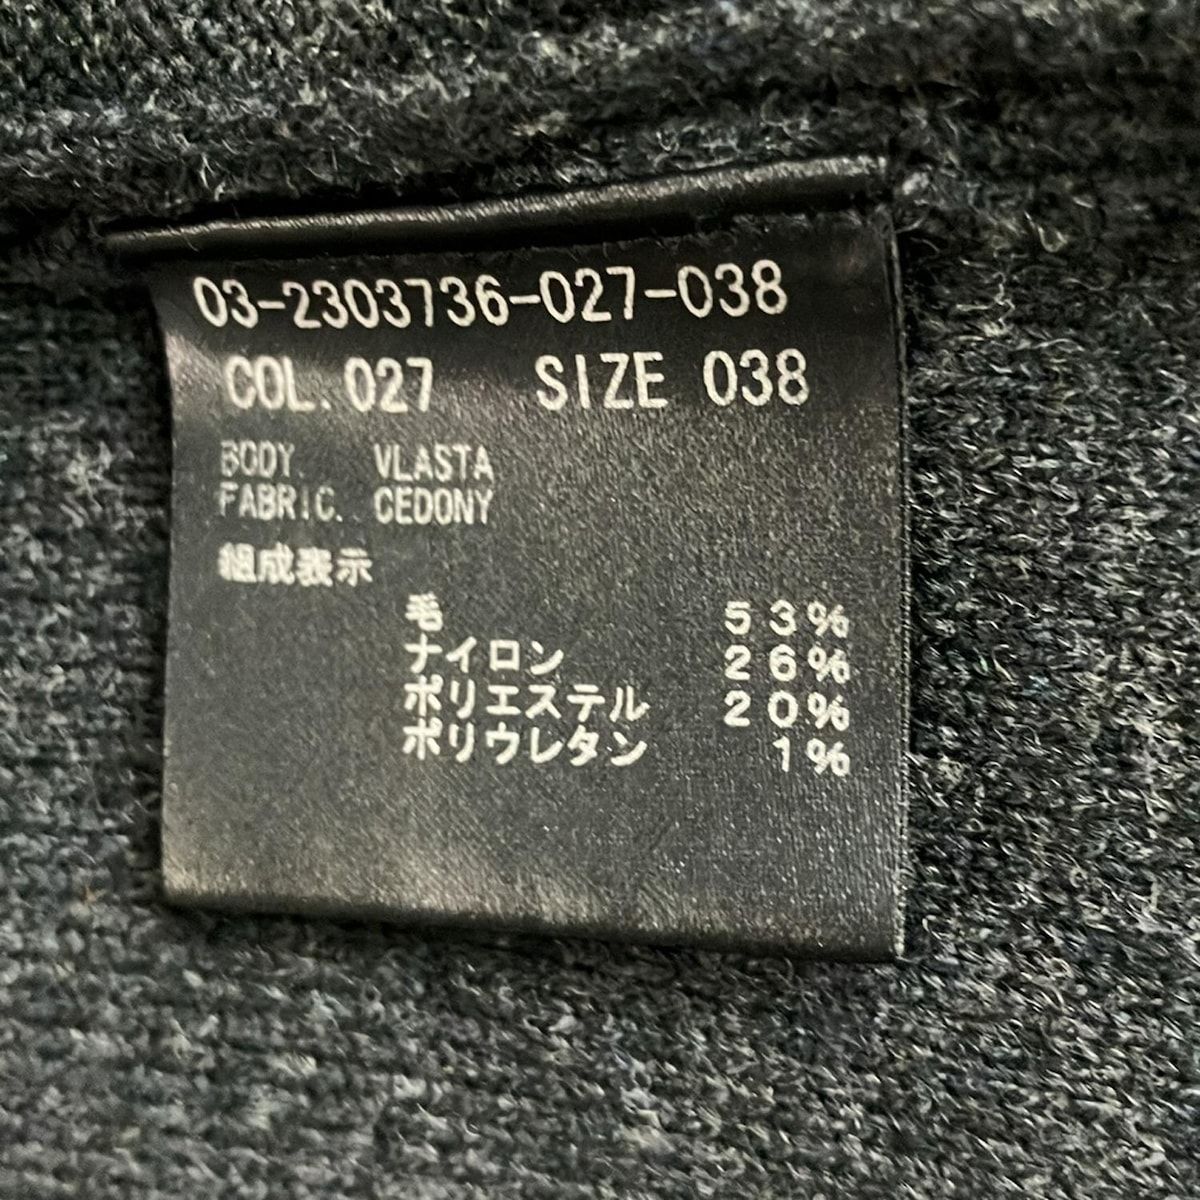 03-2303736-027-038
COL. 027 SIZE 038
BODY. VLASTA
FABRIC. CEDONY
組成表示
毛 53%
ナイロン 26%
ポリエステル 20%
ポリウレタン 1%